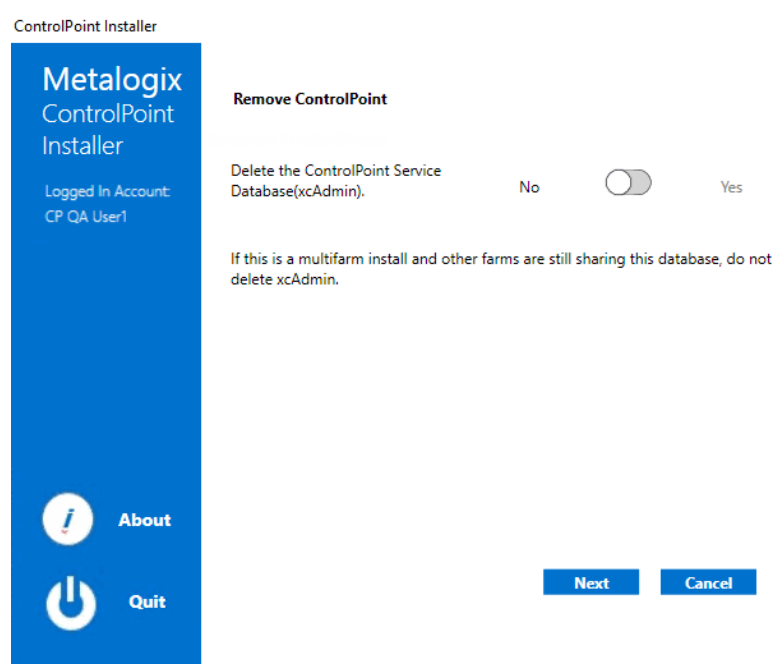 ControlPoint Installer
Metalogix
ControlPoint
Installer
Logged In Account:
CP QA User1
Remove ControlPoint
Delete the ControlPoint Service
Database(xcAdmin).
No
Yes
If this is a multifarm install and other farms are still sharing this database, do not
delete xcAdmin.
About
Quit
Next
Cancel